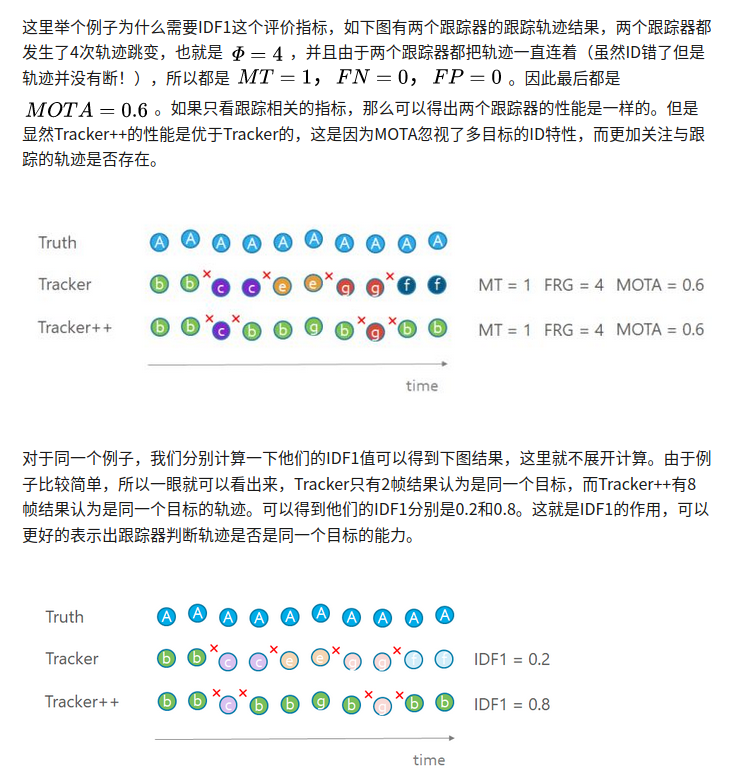 这里举个例子为什么需要IDF1这个评价指标，如下图有两个跟踪器的跟踪轨迹结果，两个跟踪器都
发生了4次轨迹跳变，也就是 Φ = 4 ，并且由于两个跟踪器都把轨迹一直连着（虽然ID错了但是
轨迹并没有断！），所以都是 MT = 1， FN = 0， FP = 0 。因此最后都是
MOTA = 0.6 。如果只看跟踪相关的指标，那么可以得出两个跟踪器的性能是一样的。但是
显然Tracker++的性能是优于Tracker的，这是因为MOTA忽视了多目标的ID特性，而更加关注与跟
踪的轨迹是否存在。
Truth A A A A A A A A A A
Tracker b b × c c × e e × g g × f f MT = 1 FRG = 4 MOTA = 0.6
Tracker++ b b × c × b b g b × g × b b MT = 1 FRG = 4 MOTA = 0.6
time
对于同一个例子，我们分别计算一下他们的IDF1值可以得到下图结果，这里就不展开计算。由于例
子比较简单，所以一眼就可以看出来，Tracker只有2帧结果认为是同一个目标，而Tracker++有8
帧结果认为是同一个目标的轨迹。可以得到他们的IDF1分别是0.2和0.8。这就是IDF1的作用，可以
更好的表示出跟踪器判断轨迹是否是同一个目标的能力。
Truth A A A A A A A A A A
Tracker b b × c c × e e × g g × f f IDF1 = 0.2
Tracker++ b b × c × b b g b × g × b b IDF1 = 0.8
time